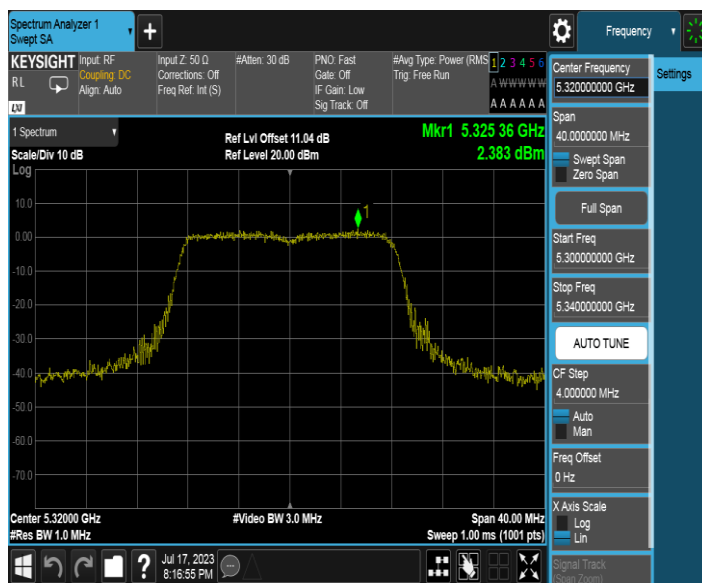 Spectrum Analyzer 1
Swept SA
+
Frequency
KEYSIGHT
RL
LXI
Input: RF
Coupling: DC
Align: Auto
Input Z: 50 Ω
Corrections: Off
Freq Ref: Int (S)
#Atten: 30 dB
PNO: Fast
Gate: Off
IF Gain: Low
Sig Track: Off
#Avg Type: Power (RMS
Trig: Free Run
1 2 3 4 5 6
A W W W W W
A A A A A A
1 Spectrum
Scale/Div 10 dB
Ref Lvl Offset 11.04 dB
Ref Level 20.00 dBm
Mkr1 5.325 36 GHz
2.383 dBm
Log
10.0
0.00
-10.0
-20.0
-30.0
-40.0
-50.0
-60.0
-70.0
1
Center 5.32000 GHz
#Res BW 1.0 MHz
#Video BW 3.0 MHz
Span 40.00 MHz
Sweep 1.00 ms (1001 pts)
Center Frequency
5.320000000 GHz
Settings
Span
40.0000000 MHz
Swept Span
Zero Span
Full Span
Start Freq
5.300000000 GHz
Stop Freq
5.340000000 GHz
AUTO TUNE
CF Step
4.000000 MHz
Auto
Man
Freq Offset
0 Hz
X Axis Scale
Log
Lin
Signal Track
(Span Zoom)
?
Jul 17, 2023
8:16:55 PM